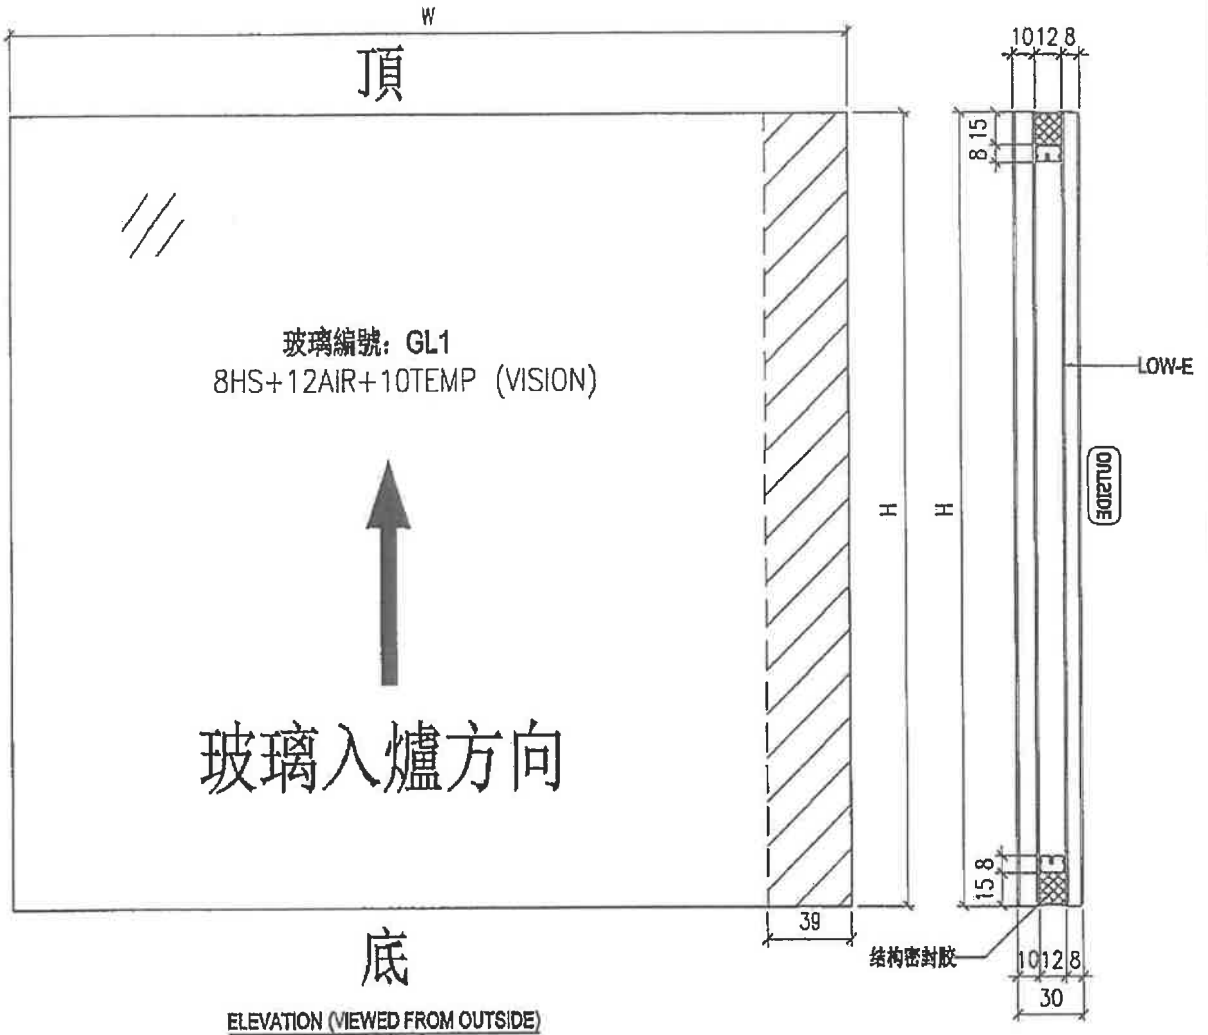 W
頂
10 12 8
15
8
玻璃編號：GL1
8HS+12AIR+10TEMP (VISION)
LOW-E
OUTSIDE
H
H
玻璃入爐方向
8
15
39
底
结构密封胶
10 12 8
30
ELEVATION (VIEWED FROM OUTSIDE)